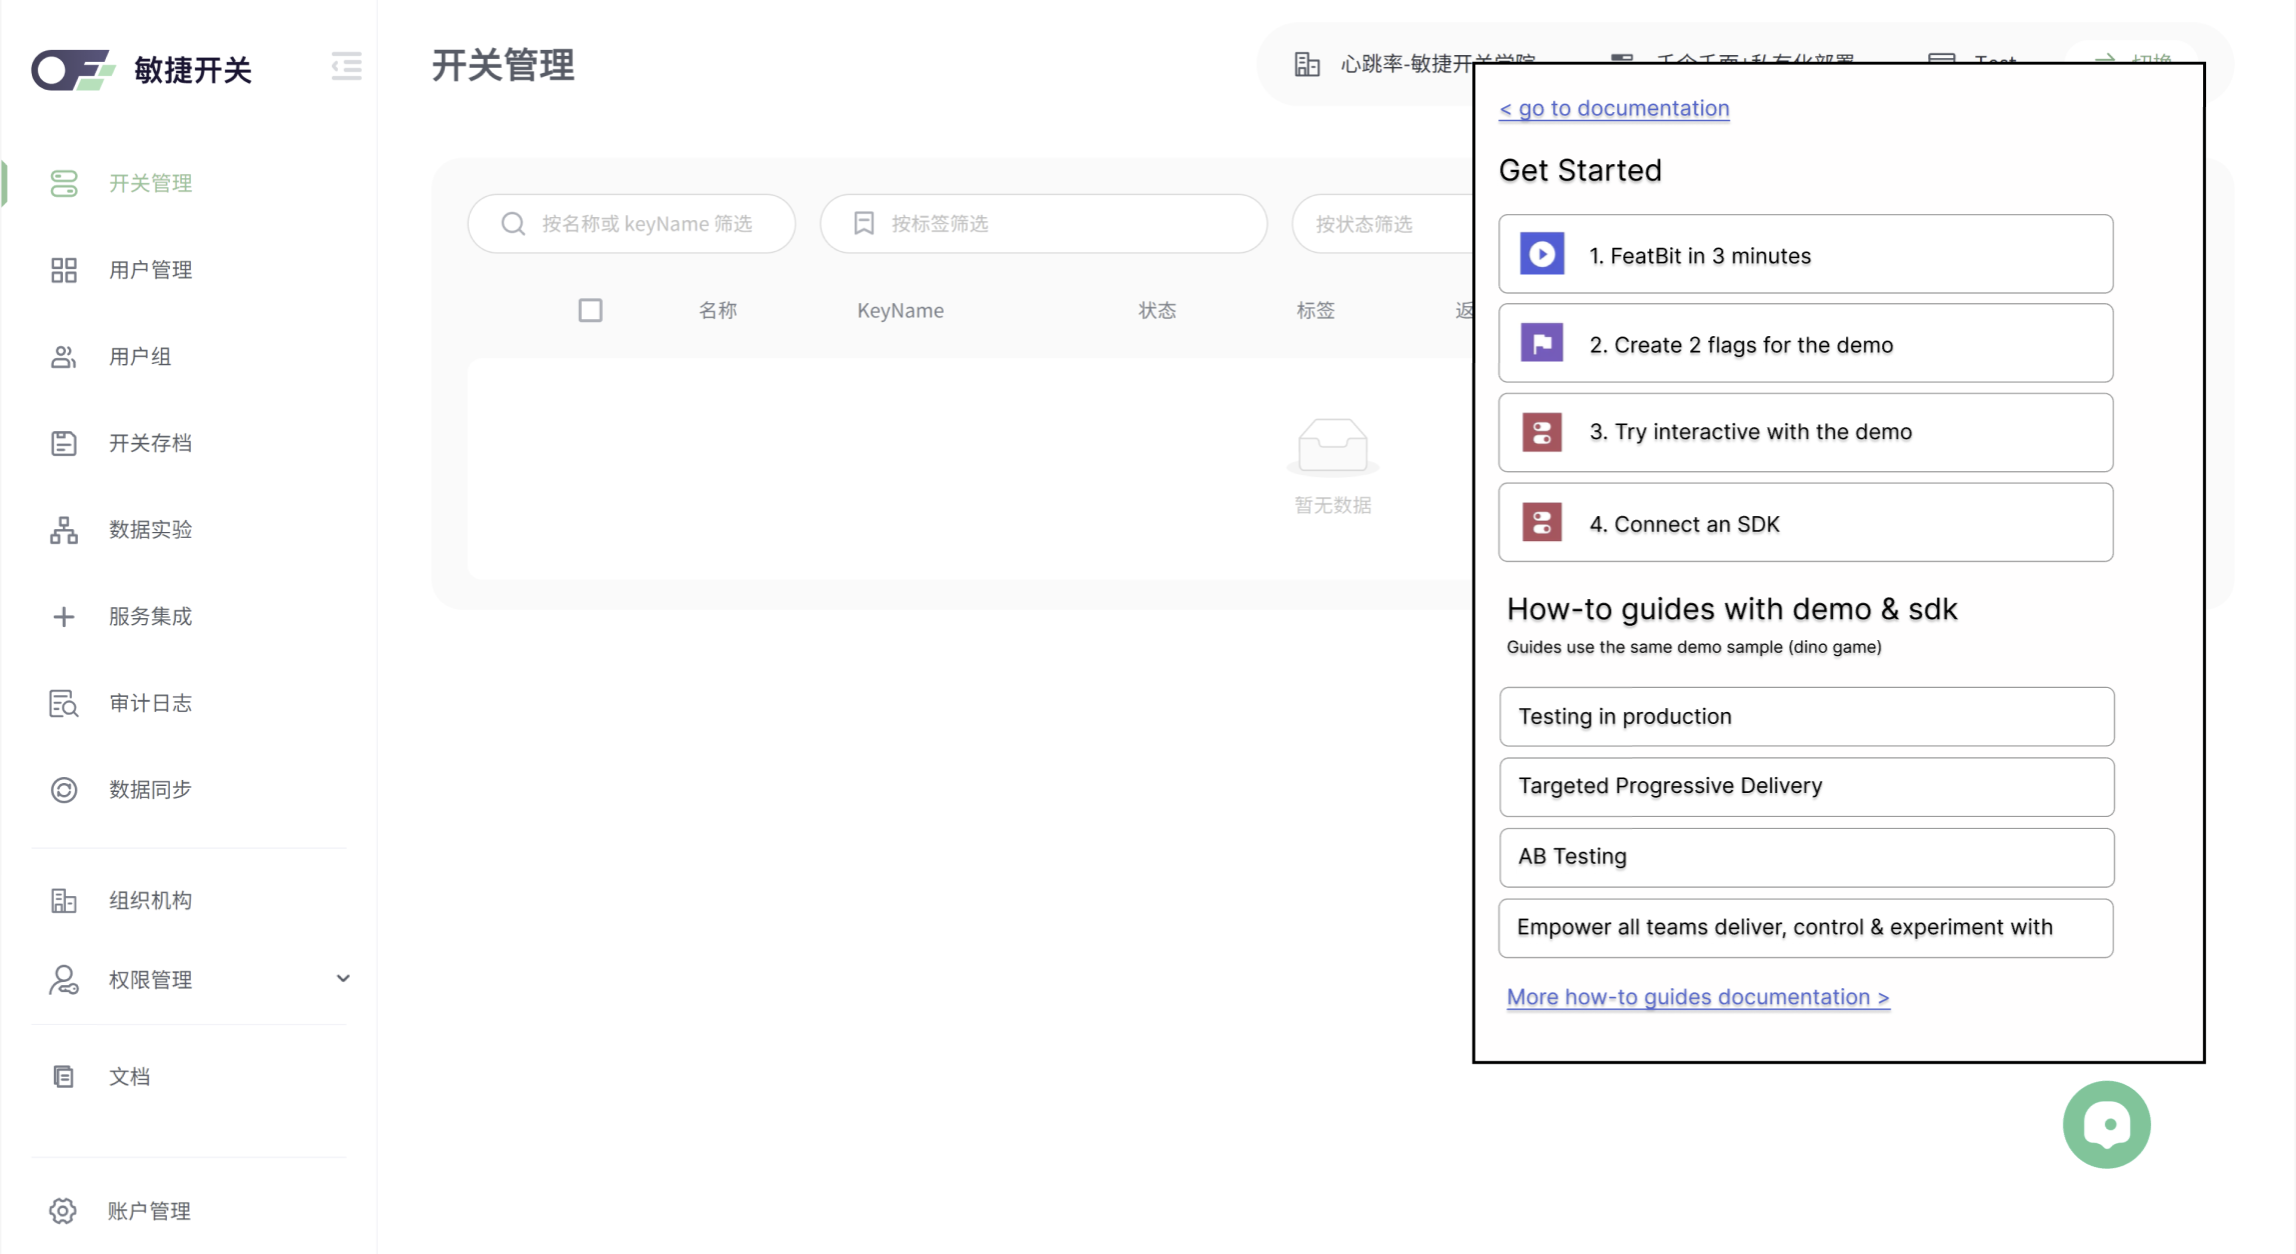 敏捷开关
开关管理
用户管理
用户组
开关存档
数据实验
服务集成
审计日志
数据同步
组织机构
权限管理
文档
账户管理
开关管理
心跳率-敏捷开关学院
Test
切换
按名称或 keyName 筛选
按标签筛选
按状态筛选
名称
KeyName
状态
标签
返
暂无数据
< go to documentation
Get Started
1. FeatBit in 3 minutes
2. Create 2 flags for the demo
3. Try interactive with the demo
4. Connect an SDK
How-to guides with demo & sdk
Guides use the same demo sample (dino game)
Testing in production
Targeted Progressive Delivery
AB Testing
Empower all teams deliver, control & experiment with
More how-to guides documentation >